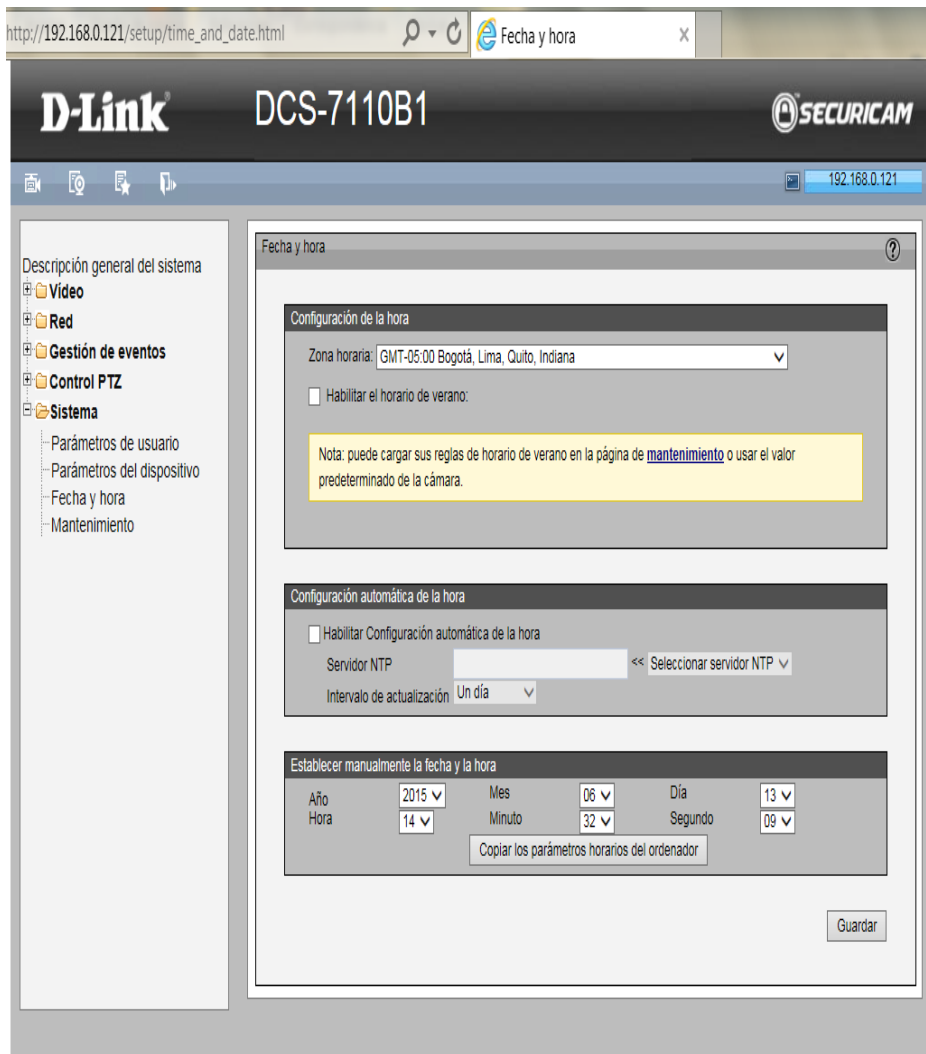 http://192.168.0.121/setup/time_and_date.html
Fecha y hora
D-Link
DCS-7110B1
SECURICAM
192.168.0.121
Descripción general del sistema
Vídeo
Red
Gestión de eventos
Control PTZ
Sistema
Parámetros de usuario
Parámetros del dispositivo
Fecha y hora
Mantenimiento
Fecha y hora
?
Configuración de la hora
Zona horaria: GMT-05:00 Bogotá, Lima, Quito, Indiana
Habilitar el horario de verano:
Nota: puede cargar sus reglas de horario de verano en la página de mantenimiento o usar el valor
predeterminado de la cámara.
Configuración automática de la hora
Habilitar Configuración automática de la hora
Servidor NTP << Seleccionar servidor NTP
Intervalo de actualización Un día
Establecer manualmente la fecha y la hora
Año 2015 Mes 06 Día 13
Hora 14 Minuto 32 Segundo 09
Copiar los parámetros horarios del ordenador
Guardar